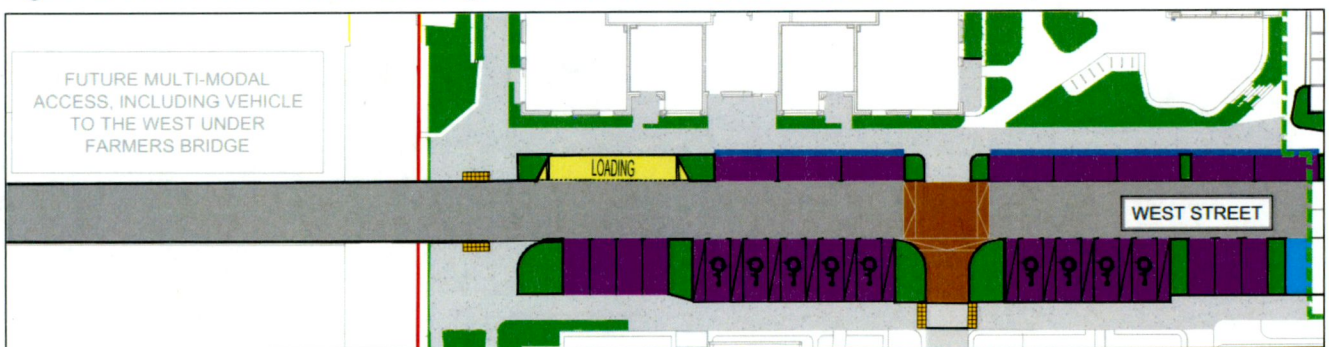 FUTURE MULTI-MODAL
ACCESS, INCLUDING VEHICLE
TO THE WEST UNDER
FARMERS BRIDGE
LOADING
WEST STREET